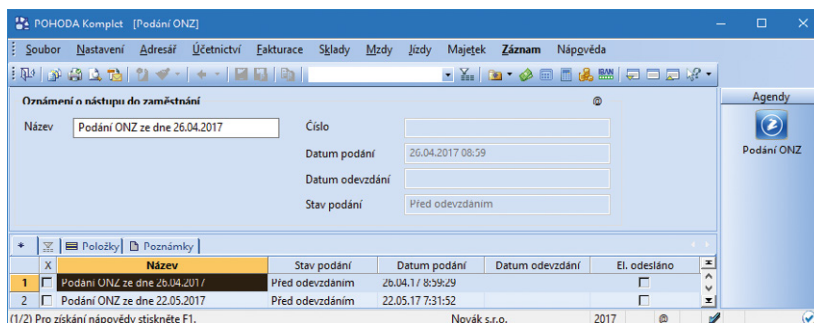 POHODA Komplet [Podání ONZ]
Soubor Nastavení Adresář Účetnictví Fakturace Sklady Mzdy Jízdy Majetek Záznam Nápověda
IBAN
Oznámení o nástupu do zaměstnání @ Agendy
Název Podání ONZ ze dne 26.04.2017 Číslo
Podání ONZ
Datum podání 26.04.2017 08:59
Datum odevzdání
Stav podání Před odevzdáním
* Položky Poznámky
X Název Stav podání Datum podání Datum odevzdání El. odesláno
1 Podání ONZ ze dne 26.04.2017 Před odevzdáním 26.04.17 8:59:29
2 Podání ONZ ze dne 22.05.2017 Před odevzdáním 22.05.17 7:31:52
(1/2) Pro získání nápovědy stiskněte F1. Novák s.r.o. 2017 @